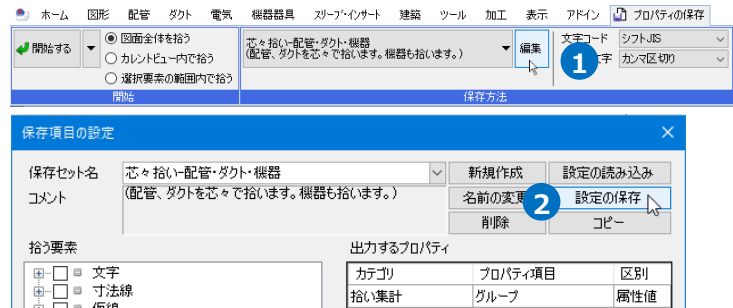 ホーム 図形 配管 ダクト 電気 機器器具 スリーブ・インサート 建築 ツール 加工 表示 アドイン プロパティの保存
開始する
図面全体を拾う
カレントビュー内で拾う
選択要素の範囲内で拾う
開始
芯々拾い-配管・ダクト・機器
(配管、ダクトを芯々で拾います。機器も拾います。)
編集
文字コード シフトJIS
文字 カンマ区切り
1
保存方法
保存項目の設定
保存セット名 芯々拾い-配管・ダクト・機器 新規作成 設定の読み込み
コメント (配管、ダクトを芯々で拾います。機器も拾います。) 名前の変更 2 設定の保存
削除 コピー
拾う要素 出力するプロパティ
文字 カテゴリ プロパティ項目 区別
寸法線 拾い集計 グループ 属性値
仮線